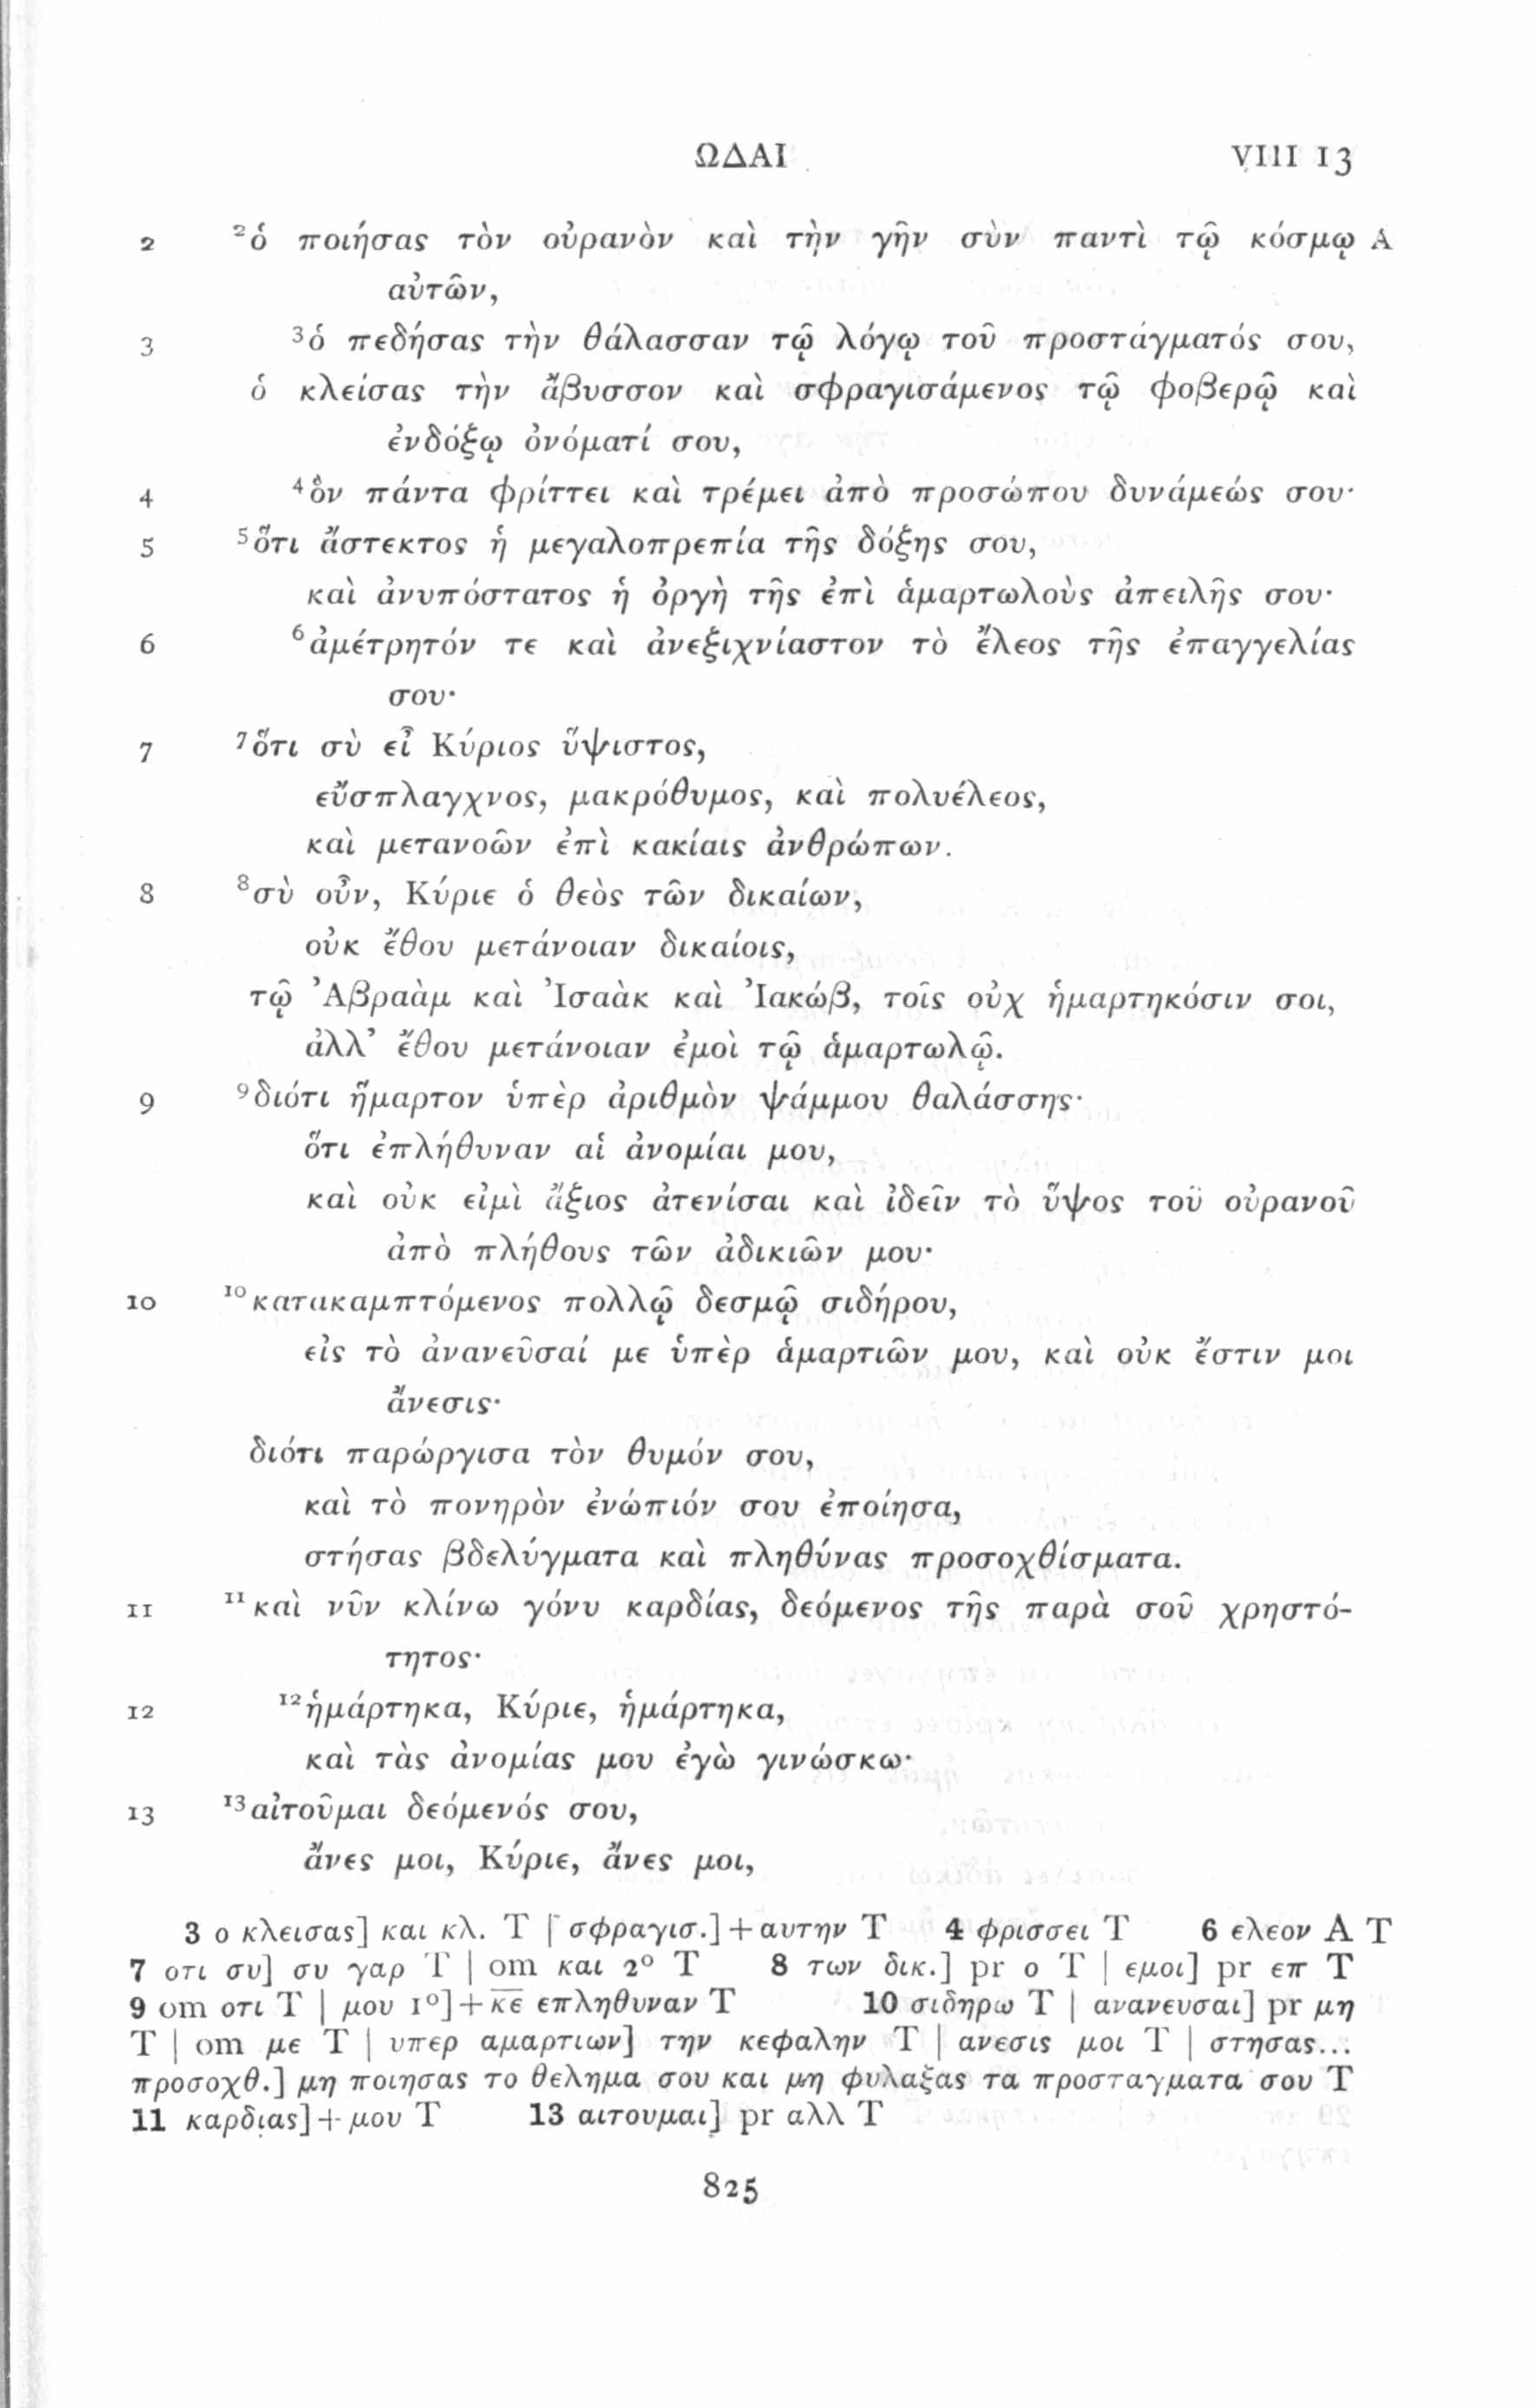 ΩΔΑΙ VIII 13
2 ²ὁ ποιήσας τὸν οὐρανὸν καὶ τὴν γῆν σὺν παντὶ τῷ κόσμῳ A
αὐτῶν,
3 ³ὁ πεδήσας τὴν θάλασσαν τῷ λόγῳ τοῦ προστάγματός σου,
ὁ κλείσας τὴν ἄβυσσον καὶ σφραγισάμενος τῷ φοβερῷ καὶ
ἐνδόξῳ ὀνόματί σου,
4 ⁴ὃν πάντα φρίττει καὶ τρέμει ἀπὸ προσώπου δυνάμεώς σου·
5 ⁵ὅτι ἄστεκτος ἡ μεγαλοπρεπία τῆς δόξης σου,
καὶ ἀνυπόστατος ἡ ὀργὴ τῆς ἐπὶ ἁμαρτωλοὺς ἀπειλῆς σου·
6 ⁶ἀμέτρητόν τε καὶ ἀνεξιχνίαστον τὸ ἔλεος τῆς ἐπαγγελίας
σου·
7 ⁷ὅτι σὺ εἶ Κύριος ὕψιστος,
εὔσπλαγχνος, μακρόθυμος, καὶ πολυέλεος,
καὶ μετανοῶν ἐπὶ κακίαις ἀνθρώπων.
8 ⁸σὺ οὖν, Κύριε ὁ θεὸς τῶν δικαίων,
οὐκ ἔθου μετάνοιαν δικαίοις,
τῷ Ἀβραὰμ καὶ Ἰσαὰκ καὶ Ἰακώβ, τοῖς οὐχ ἡμαρτηκόσιν σοι,
ἀλλ’ ἔθου μετάνοιαν ἐμοὶ τῷ ἁμαρτωλῷ.
9 ⁹διότι ἥμαρτον ὑπὲρ ἀριθμὸν ψάμμου θαλάσσης·
ὅτι ἐπλήθυναν αἱ ἀνομίαι μου,
καὶ οὐκ εἰμὶ ἄξιος ἀτενίσαι καὶ ἰδεῖν τὸ ὕψος τοῦ οὐρανοῦ
ἀπὸ πλήθους τῶν ἀδικιῶν μου·
10 ¹⁰κατακαμπτόμενος πολλῷ δεσμῷ σιδήρου,
εἰς τὸ ἀνανεῦσαί με ὑπὲρ ἁμαρτιῶν μου, καὶ οὐκ ἔστιν μοι
ἄνεσις·
διότι παρώργισα τὸν θυμόν σου,
καὶ τὸ πονηρὸν ἐνώπιόν σου ἐποίησα,
στήσας βδελύγματα καὶ πληθύνας προσοχθίσματα.
11 ¹¹καὶ νῦν κλίνω γόνυ καρδίας, δεόμενος τῆς παρὰ σοῦ χρηστό-
τητος·
12 ¹²ἡμάρτηκα, Κύριε, ἡμάρτηκα,
καὶ τὰς ἀνομίας μου ἐγὼ γινώσκω·
13 ¹³αἰτοῦμαι δεόμενός σου,
ἄνες μοι, Κύριε, ἄνες μοι,
3 ο κλεισας] και κλ. T | σφραγισ.]+αυτην T 4 φρισσει T 6 ελεον A T
7 οτι συ] συ γαρ T | om και 2° T 8 των δικ.] pr ο T | εμοι] pr επ T
9 om οτι T | μου 1°]+κ̅ε̅ επληθυναν T 10 σιδηρω T | ανανευσαι] pr μη
T | om με T | υπερ αμαρτιων] την κεφαλην T | ανεσις μοι T | στησας...
προσοχθ.] μη ποιησας το θελημα σου και μη φυλαξας τα προσταγματα σου T
11 καρδιας]+μου T 13 αιτουμαι] pr αλλ T
825